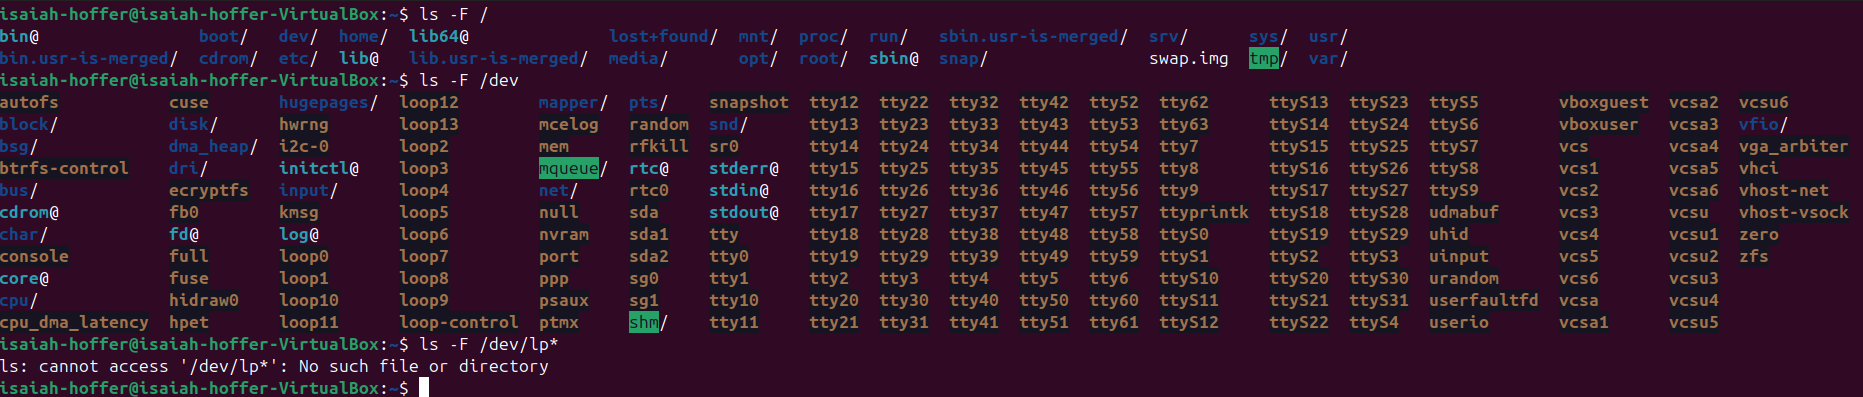 isaiah-hoffer@isaiah-hoffer-VirtualBox:~$ ls -F /
bin@ boot/ dev/ home/ lib64@ lost+found/ mnt/ proc/ run/ sbin.usr-is-merged/ srv/ sys/ usr/
bin.usr-is-merged/ cdrom/ etc/ lib@ lib.usr-is-merged/ media/ opt/ root/ sbin@ snap/ swap.img tmp/ var/
isaiah-hoffer@isaiah-hoffer-VirtualBox:~$ ls -F /dev
autofs cuse hugepages/ loop12 mapper/ pts/ snapshot tty12 tty22 tty32 tty42 tty52 tty62 ttyS13 ttyS23 ttyS5 vboxguest vcsa2 vcsu6
block/ disk/ hwrng loop13 mcelog random snd/ tty13 tty23 tty33 tty43 tty53 tty63 ttyS14 ttyS24 ttyS6 vboxuser vcsa3 vfio/
bsg/ dma_heap/ i2c-0 loop2 mem rfkill sr0 tty14 tty24 tty34 tty44 tty54 tty7 ttyS15 ttyS25 ttyS7 vcs vcsa4 vga_arbiter
btrfs-control dri/ initctl@ loop3 mqueue/ rtc@ stderr@ tty15 tty25 tty35 tty45 tty55 tty8 ttyS16 ttyS26 ttyS8 vcs1 vcsa5 vhci
bus/ ecryptfs input/ loop4 net/ rtc0 stdin@ tty16 tty26 tty36 tty46 tty56 tty9 ttyS17 ttyS27 ttyS9 vcs2 vcsa6 vhost-net
cdrom@ fb0 kmsg loop5 null sda stdout@ tty17 tty27 tty37 tty47 tty57 ttyprintk ttyS18 ttyS28 udmabuf vcs3 vcsu vhost-vsock
char/ fd@ log@ loop6 nvram sda1 tty tty18 tty28 tty38 tty48 tty58 ttyS0 ttyS19 ttyS29 uhid vcs4 vcsu1 zero
console full loop0 loop7 port sda2 tty0 tty19 tty29 tty39 tty49 tty59 ttyS1 ttyS2 ttyS3 uinput vcs5 vcsu2 zfs
core@ fuse loop1 loop8 ppp sg0 tty1 tty2 tty3 tty4 tty5 tty6 ttyS10 ttyS20 ttyS30 urandom vcs6 vcsu3
cpu/ hidraw0 loop10 loop9 psaux sg1 tty10 tty20 tty30 tty40 tty50 tty60 ttyS11 ttyS21 ttyS31 userfaultfd vcsa vcsu4
cpu_dma_latency hpet loop11 loop-control ptmx shm/ tty11 tty21 tty31 tty41 tty51 tty61 ttyS12 ttyS22 ttyS4 userio vcsa1 vcsu5
isaiah-hoffer@isaiah-hoffer-VirtualBox:~$ ls -F /dev/lp*
ls: cannot access '/dev/lp*': No such file or directory
isaiah-hoffer@isaiah-hoffer-VirtualBox:~$